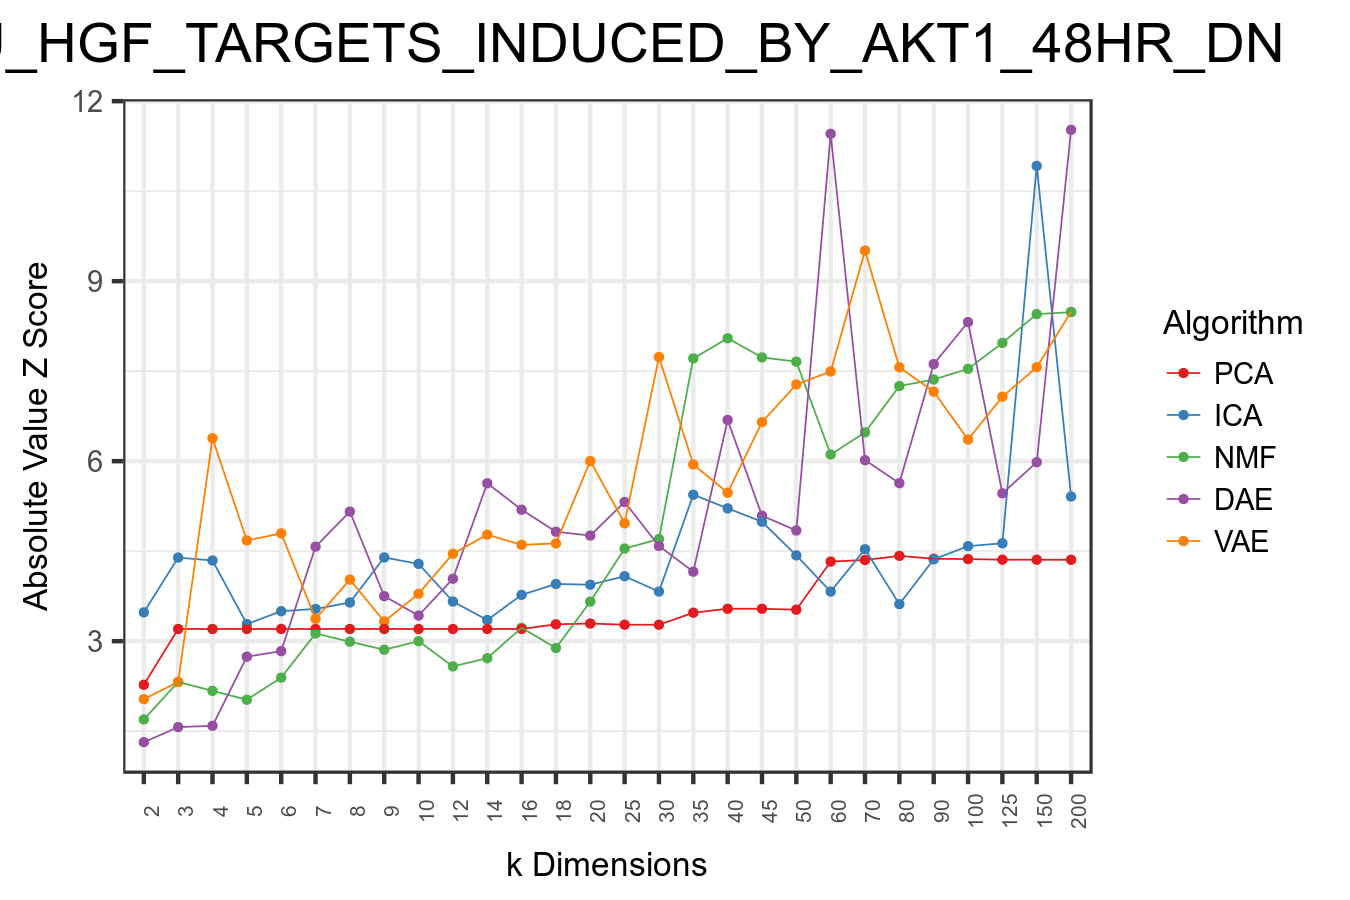 _HGF_TARGETS_INDUCED_BY_AKT1_48HR_DN
12
9
6
3
Absolute Value Z Score
2 3 4 5 6 7 8 9 10 12 14 16 18 20 25 30 35 40 45 50 60 70 80 90 100 125 150 200
k Dimensions
Algorithm
PCA
ICA
NMF
DAE
VAE